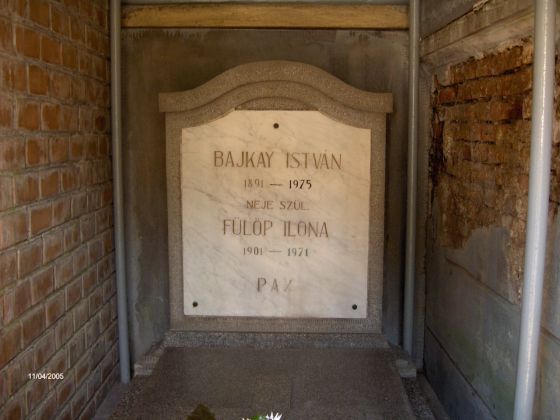 BAJKAY ISTVÁN
1891 — 1975
NEJE SZÜL.
FÜLÖP ILONA
1901 — 1971
PAX
11/04/2005